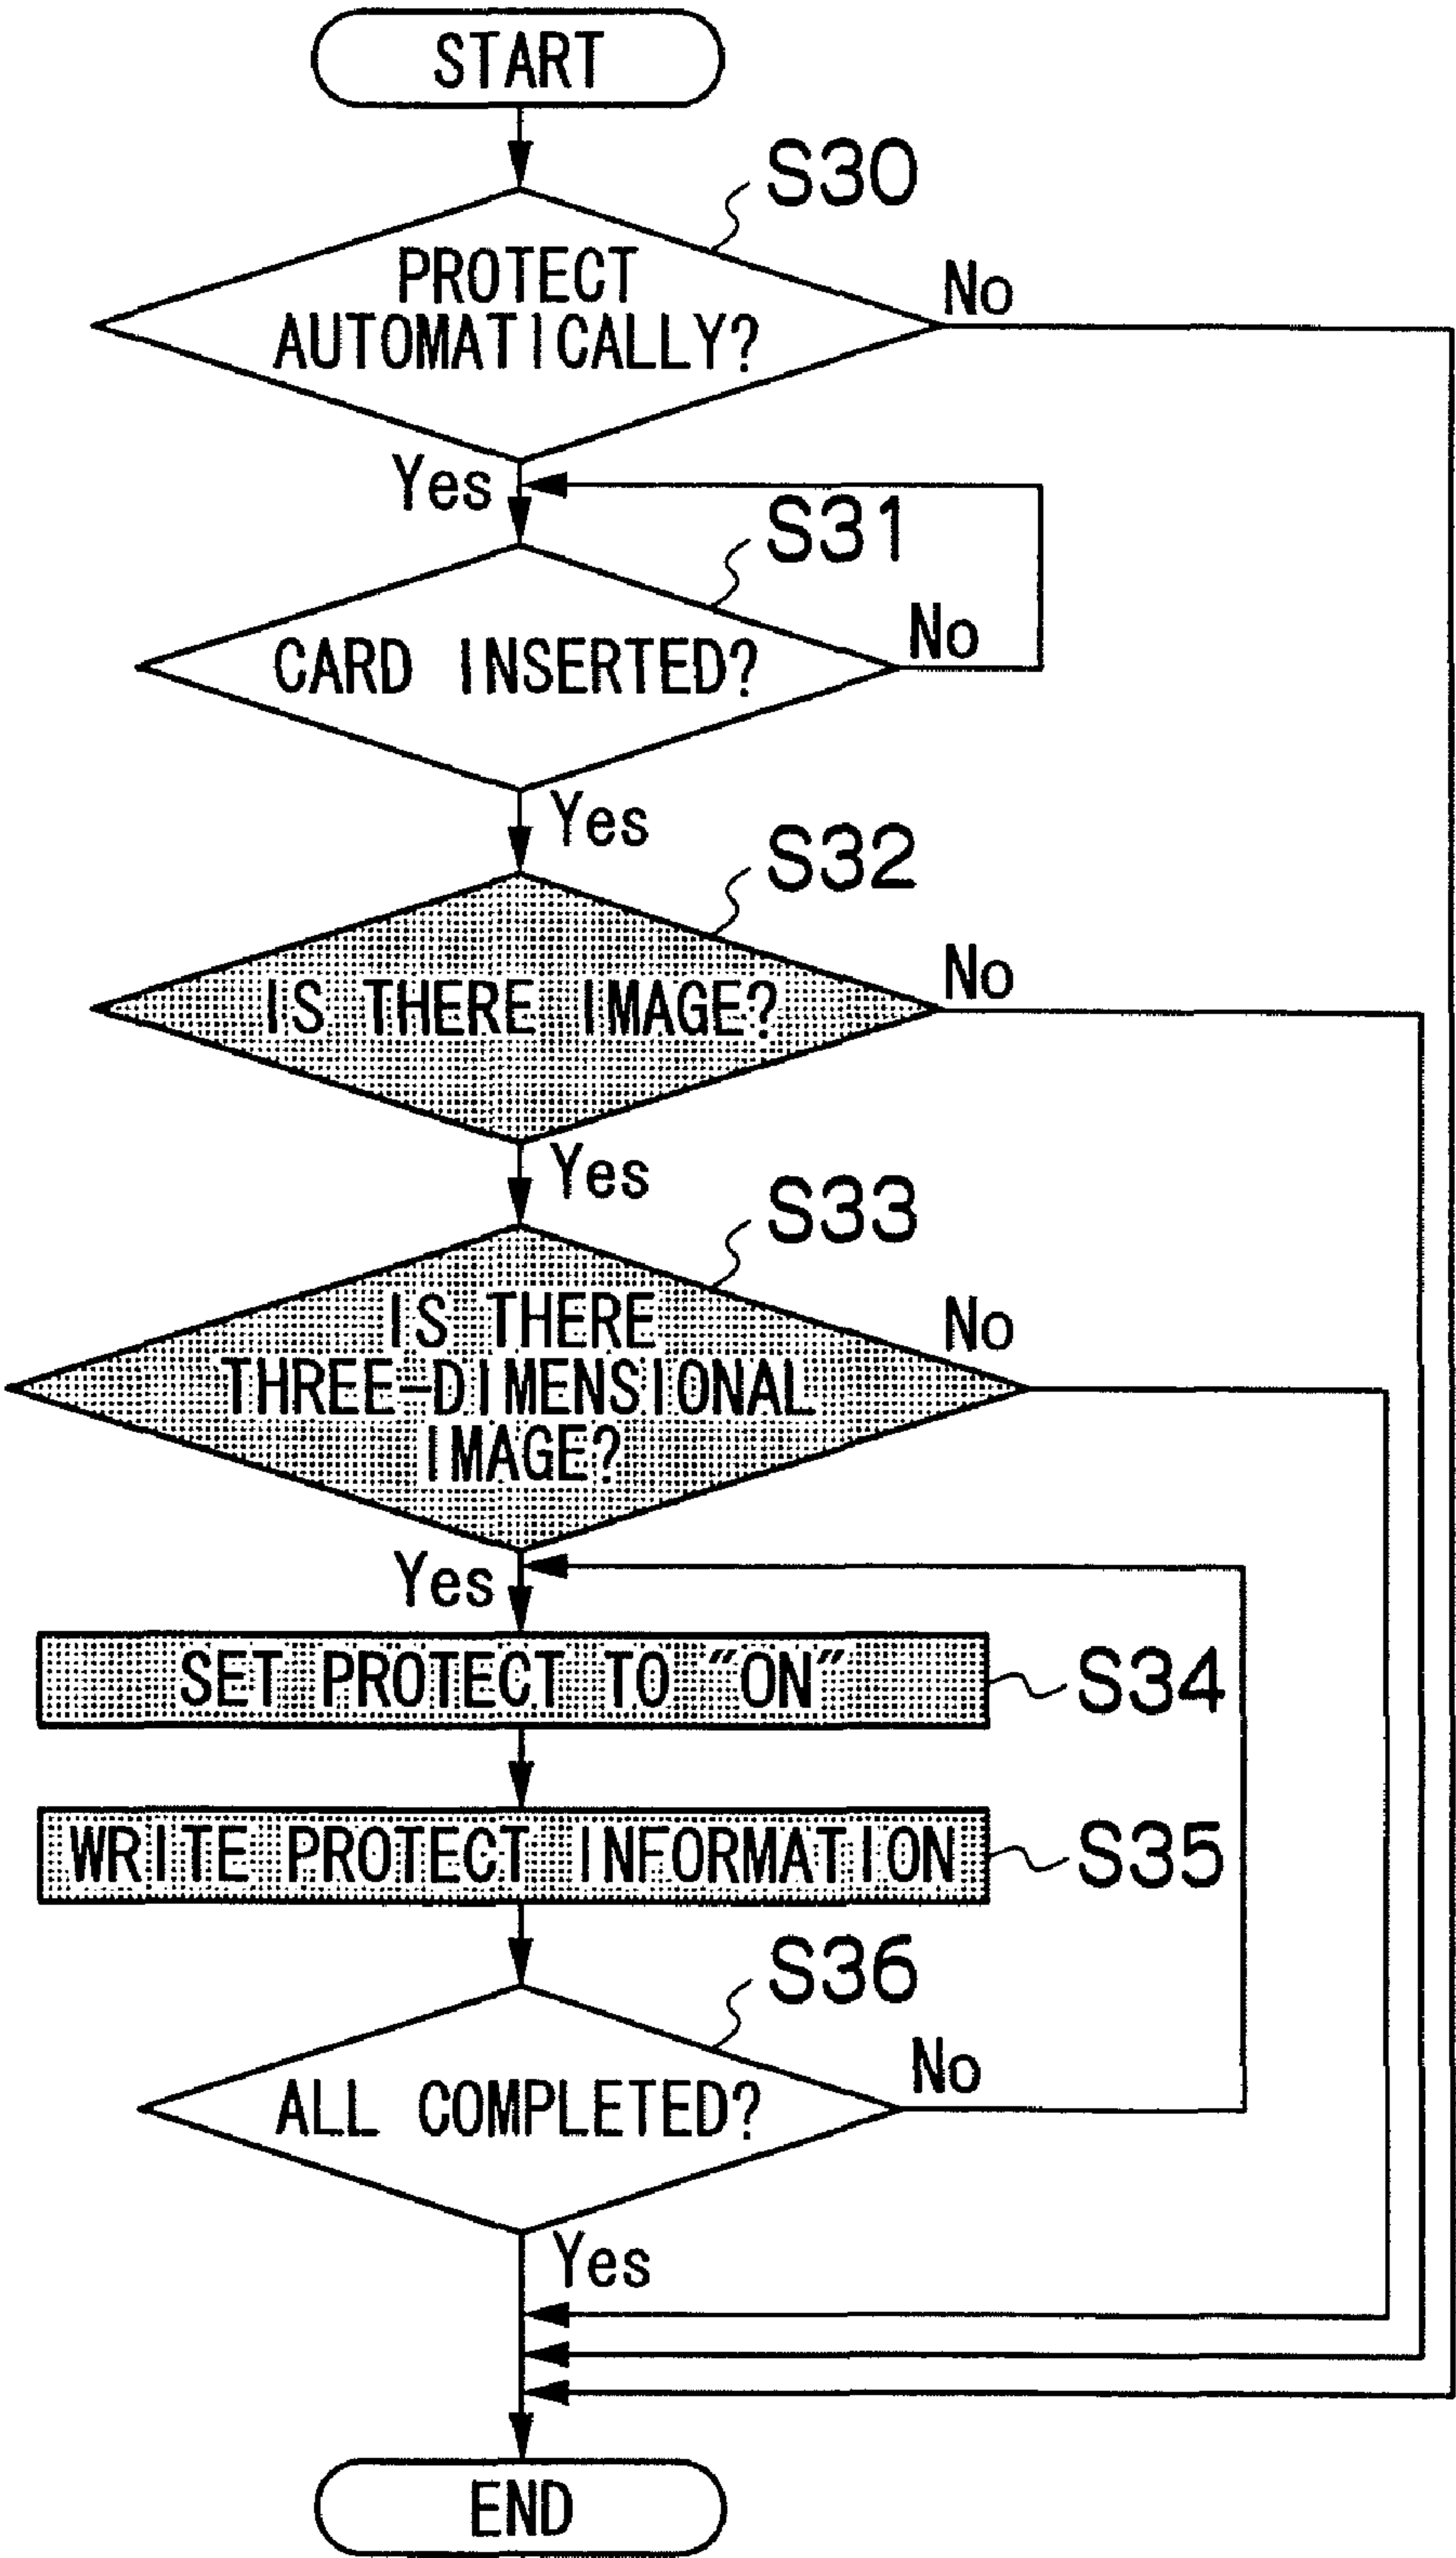 START
S30
PROTECT
AUTOMATICALLY?
No
Yes
S31
CARD INSERTED?
No
Yes
S32
IS THERE IMAGE?
No
Yes
S33
IS THERE
THREE-DIMENSIONAL
IMAGE?
No
Yes
SET PROTECT TO "ON"
S34
WRITE PROTECT INFORMATION
S35
S36
ALL COMPLETED?
No
Yes
END